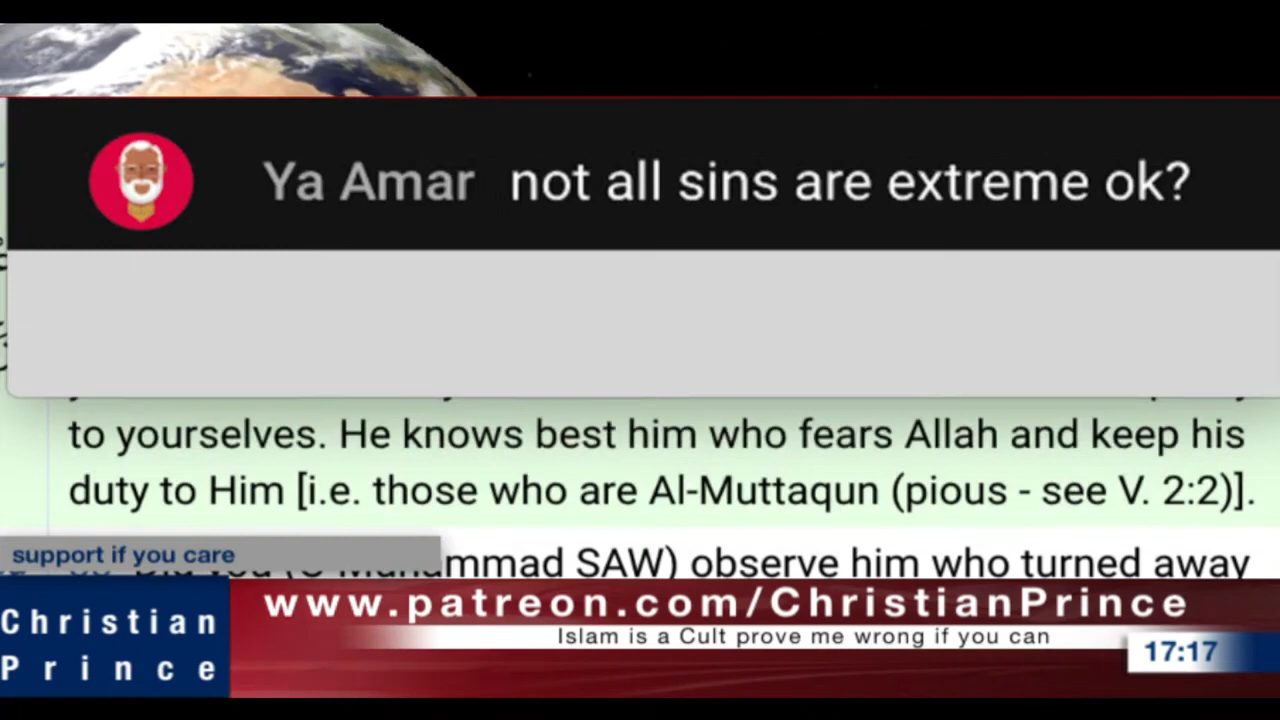 Ya Amar not all sins are extreme ok?
to yourselves. He knows best him who fears Allah and keep his
duty to Him [i.e. those who are Al-Muttaqun (pious - see V. 2:2)].
support if you care
Muhammad SAW) observe him who turned away
www.patreon.com/ChristianPrince
Christian
Prince
Islam is a Cult prove me wrong if you can
17:17